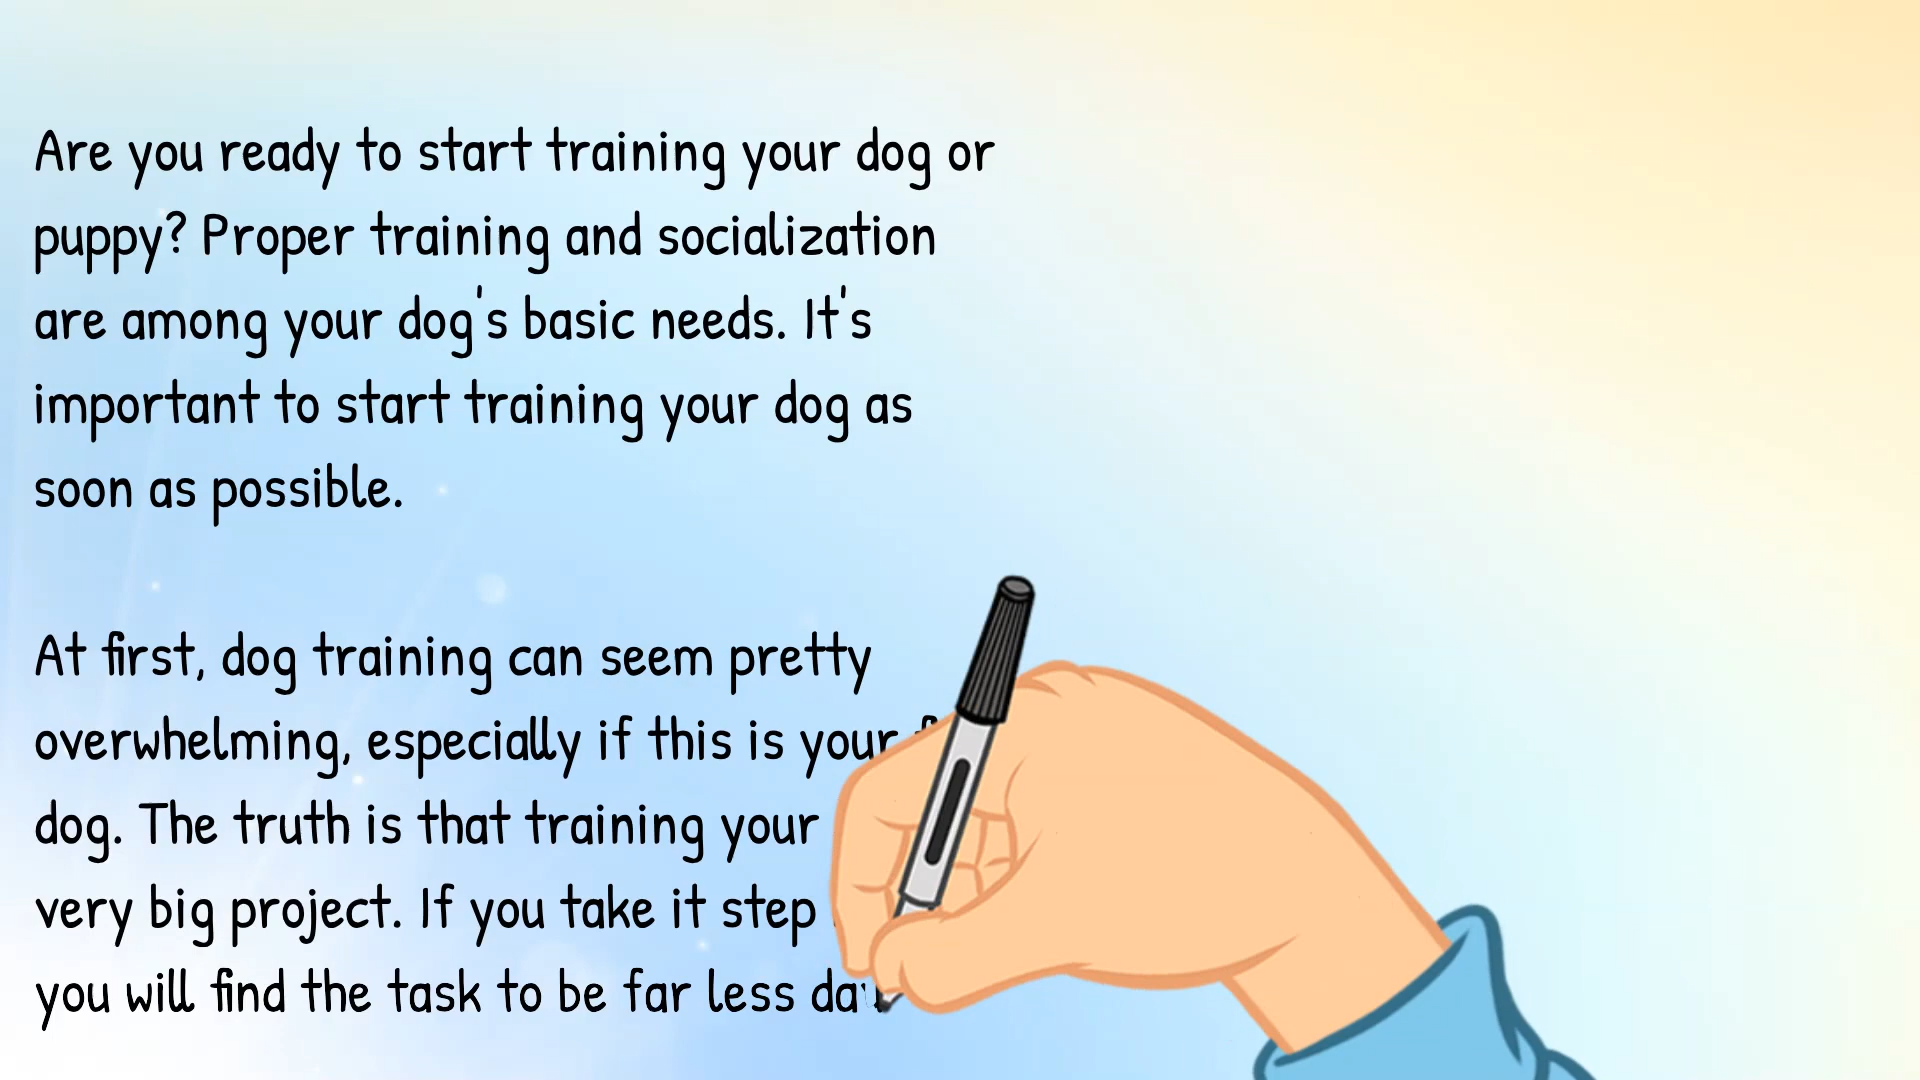 Are you ready to start training your dog or
puppy? Proper training and socialization
are among your dog's basic needs. It's
important to start training your dog as
soon as possible.
At first, dog training can seem pretty
overwhelming, especially if this is your
dog. The truth is that training your
very big project. If you take it step
you will find the task to be far less